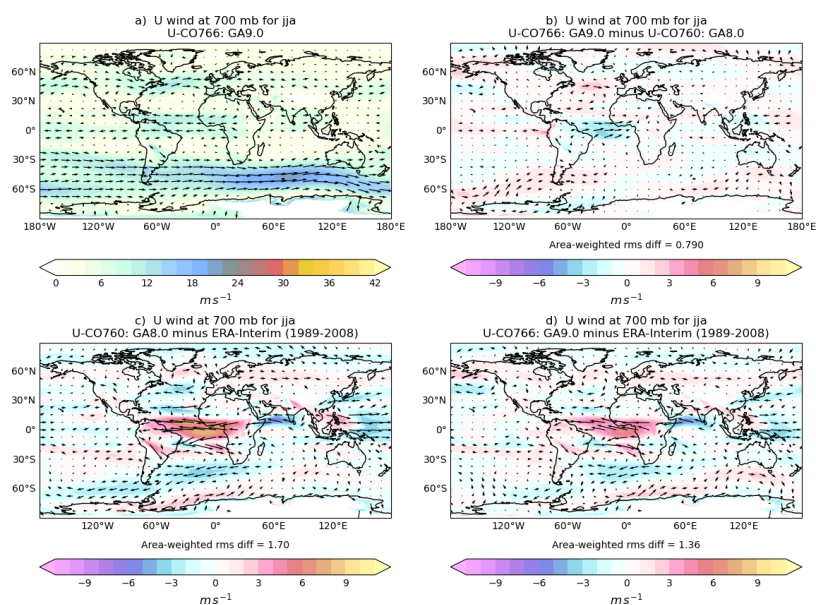 a) U wind at 700 mb for jja
U-CO766: GA9.0
60°N
30°N
0°
30°S
60°S
180°W 120°W 60°W 0° 60°E 120°E 180°E
0 6 12 18 24 30 36 42
m s⁻¹
b) U wind at 700 mb for jja
U-CO766: GA9.0 minus U-CO760: GA8.0
60°N
30°N
0°
30°S
60°S
180°W 120°W 60°W 0° 60°E 120°E 180°E
Area-weighted rms diff = 0.790
−9 −6 −3 0 3 6 9
m s⁻¹
c) U wind at 700 mb for jja
U-CO760: GA8.0 minus ERA-Interim (1989-2008)
60°N
30°N
0°
30°S
60°S
120°W 60°W 0° 60°E 120°E
Area-weighted rms diff = 1.70
−9 −6 −3 0 3 6 9
m s⁻¹
d) U wind at 700 mb for jja
U-CO766: GA9.0 minus ERA-Interim (1989-2008)
60°N
30°N
0°
30°S
60°S
120°W 60°W 0° 60°E 120°E
Area-weighted rms diff = 1.36
−9 −6 −3 0 3 6 9
m s⁻¹